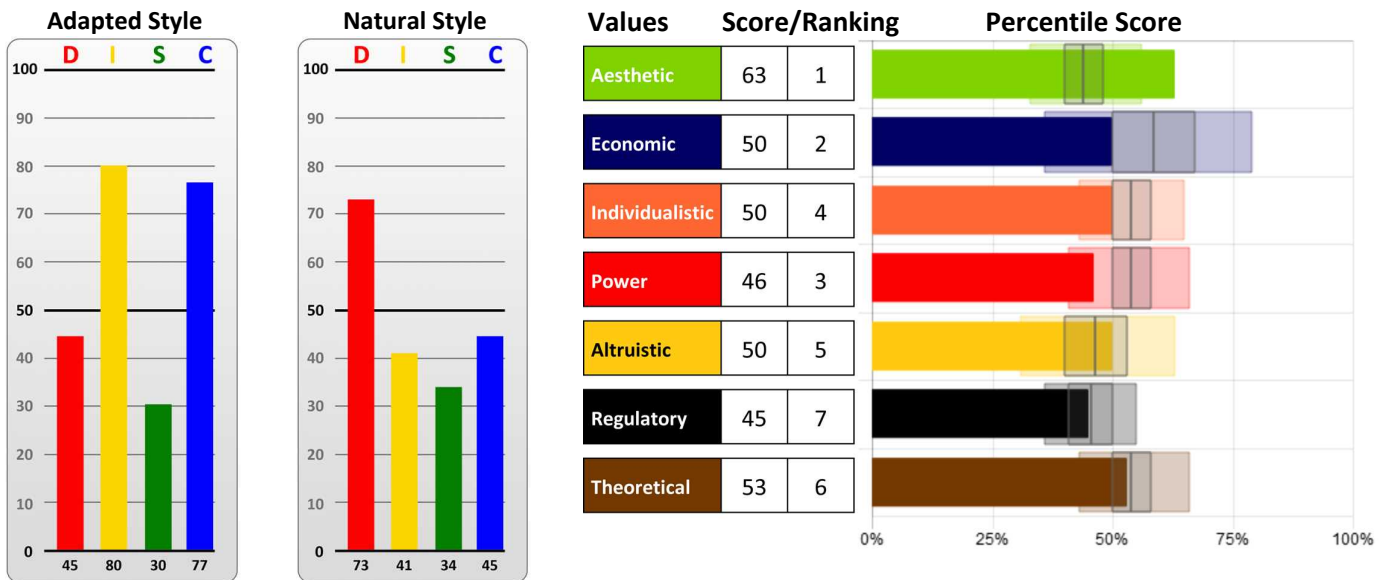 Adapted Style
D I S C
100
90
80
70
60
50
40
30
20
10
0
45 80 30 77
Natural Style
D I S C
100
90
80
70
60
50
40
30
20
10
0
73 41 34 45
Values Score/Ranking Percentile Score
Aesthetic 63 1
Economic 50 2
Individualistic 50 4
Power 46 3
Altruistic 50 5
Regulatory 45 7
Theoretical 53 6
0% 25% 50% 75% 100%